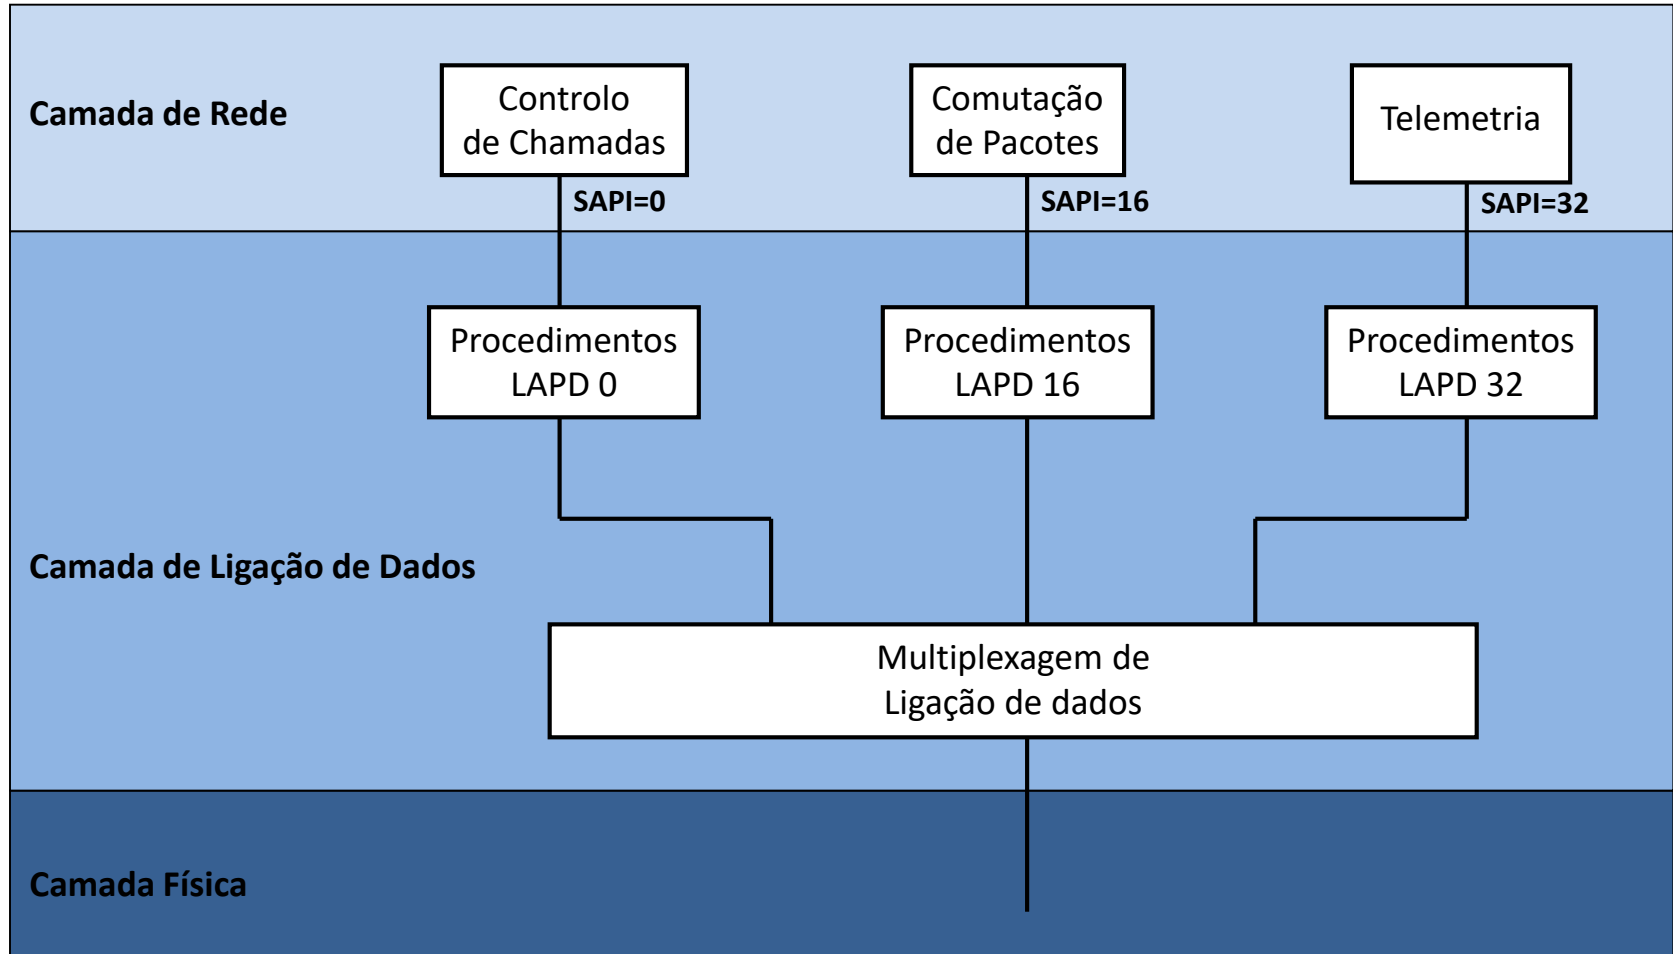 Camada de Rede
Controlo
de Chamadas
Comutação
de Pacotes
Telemetria
SAPI=0
SAPI=16
SAPI=32
Procedimentos
LAPD 0
Procedimentos
LAPD 16
Procedimentos
LAPD 32
Camada de Ligação de Dados
Multiplexagem de
Ligação de dados
Camada Física